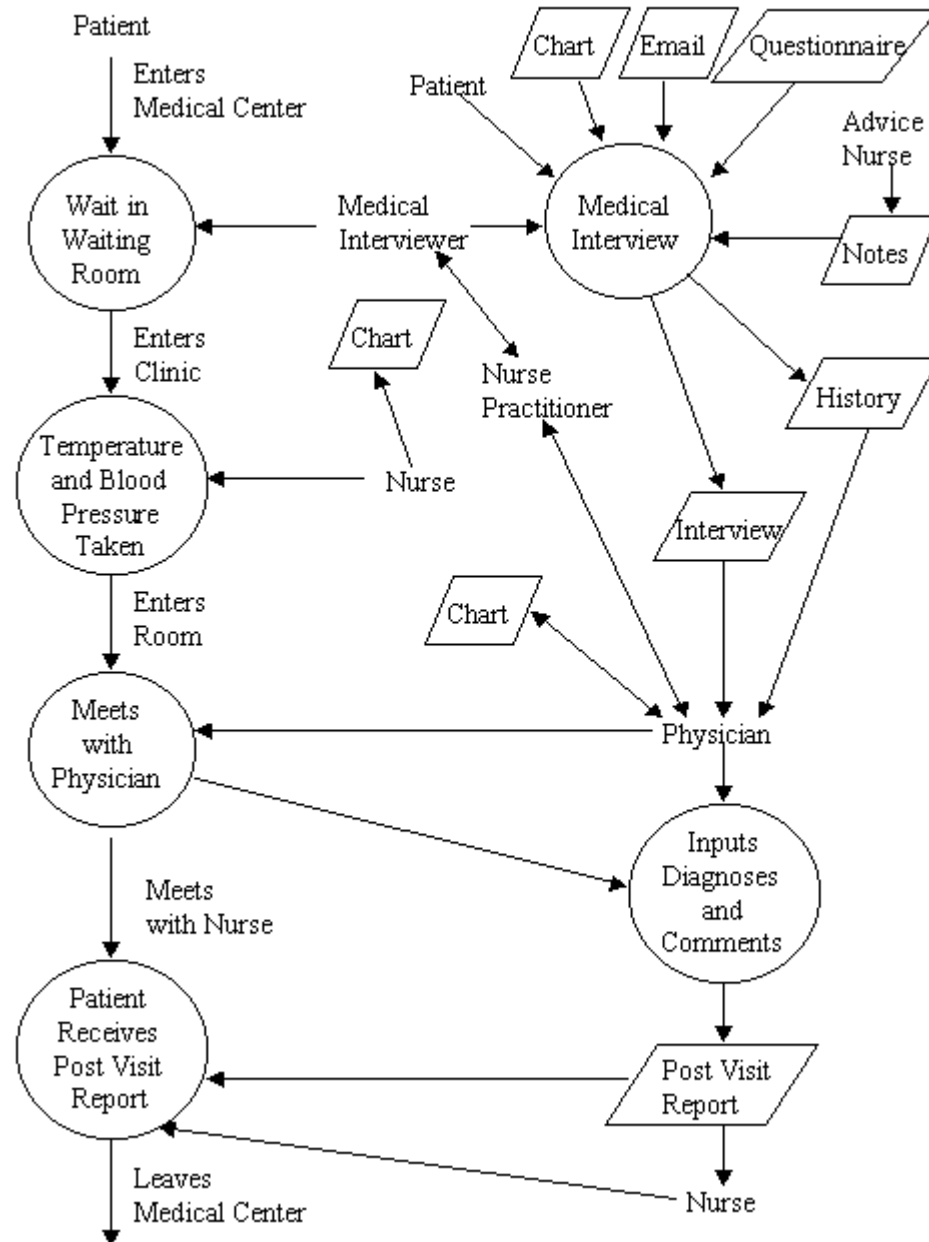 Patient
Enters
Medical Center
Chart
Email
Questionnaire
Patient
Advice
Nurse
Wait in
Waiting
Room
Medical
Interviewer
Medical
Interview
Notes
Enters
Clinic
Chart
Nurse
Practitioner
History
Temperature
and Blood
Pressure
Taken
Nurse
Interview
Enters
Room
Chart
Meets
with
Physician
Physician
Inputs
Diagnoses
and
Comments
Meets
with Nurse
Patient
Receives
Post Visit
Report
Post Visit
Report
Leaves
Medical Center
Nurse